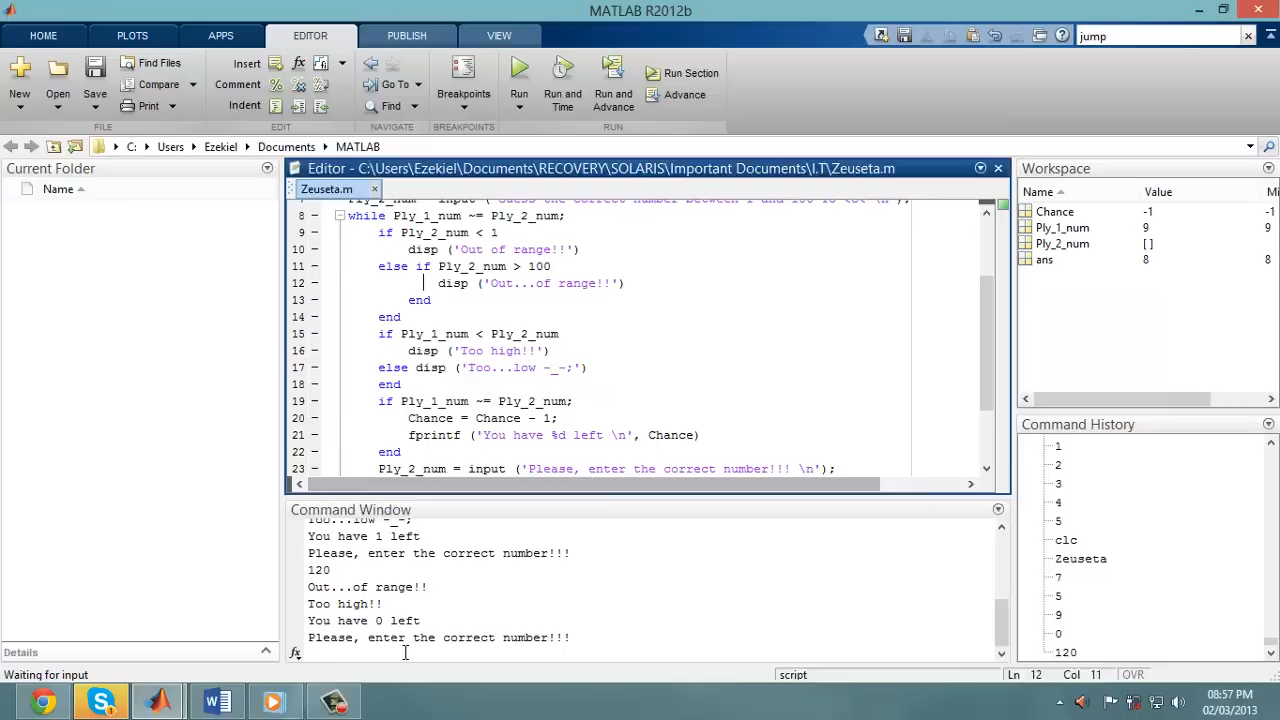 MATLAB R2012b
HOME PLOTS APPS EDITOR PUBLISH VIEW jump
New Open Save Find Files Compare Print
FILE
Insert Comment Indent
EDIT
Go To Find
NAVIGATE
Breakpoints
BREAKPOINTS
Run Run and Time Run and Advance Run Section Advance
RUN
C: Users Ezekiel Documents MATLAB
Current Folder
Name
Details
Editor - C:\Users\Ezekiel\Documents\RECOVERY\SOLARIS\Important Documents\I.T\Zeuseta.m
Zeuseta.m
8 while Ply_1_num ~= Ply_2_num;
9 if Ply_2_num < 1
10 disp ('Out of range!!')
11 else if Ply_2_num > 100
12 disp ('Out...of range!!')
13 end
14 end
15 if Ply_1_num < Ply_2_num
16 disp ('Too high!!')
17 else disp ('Too...low -_-;')
18 end
19 if Ply_1_num ~= Ply_2_num;
20 Chance = Chance - 1;
21 fprintf ('You have %d left \n', Chance)
22 end
23 Ply_2_num = input ('Please, enter the correct number!!! \n');
Command Window
Too...low -_-;
You have 1 left
Please, enter the correct number!!!
120
Out...of range!!
Too high!!
You have 0 left
Please, enter the correct number!!!
fx
Workspace
Name Value Mi
Chance -1 -1
Ply_1_num 9 9
Ply_2_num []
ans 8 8
Command History
1
2
3
4
5
clc
Zeuseta
7
5
9
0
120
Waiting for input script Ln 12 Col 11 OVR
08:57 PM
02/03/2013